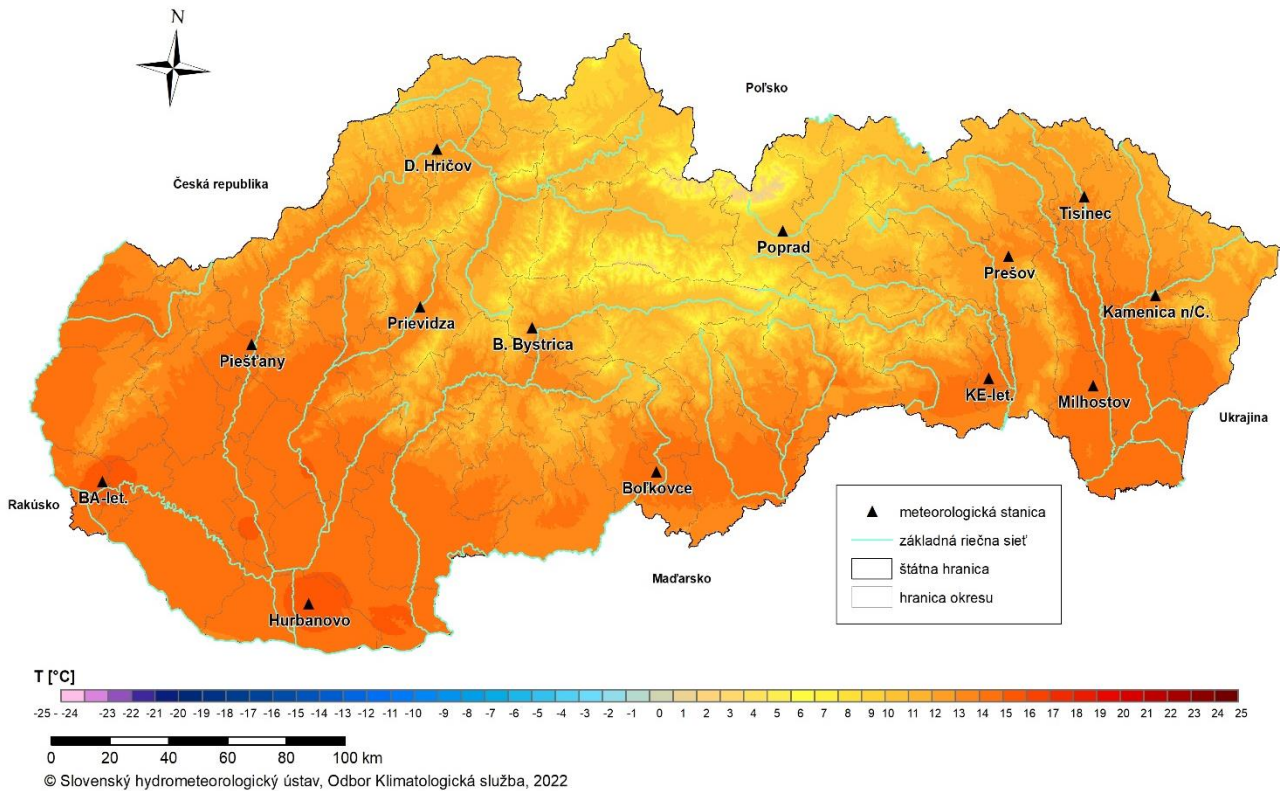 N
Poľsko
D. Hričov
Česká republika
Tisinec
Poprad
Prešov
Kamenica n/C.
Prievidza
B. Bystrica
Piešťany
KE-let.
Milhostov
Ukrajina
Boľkovce
BA-let.
Rakúsko
meteorologická stanica
základná riečna sieť
štátna hranica
hranica okresu
Maďarsko
Hurbanovo
T [°C]
-25 - -24 -23 -22 -21 -20 -19 -18 -17 -16 -15 -14 -13 -12 -11 -10 -9 -8 -7 -6 -5 -4 -3 -2 -1 0 1 2 3 4 5 6 7 8 9 10 11 12 13 14 15 16 17 18 19 20 21 22 23 24 25
0 20 40 60 80 100 km
© Slovenský hydrometeorologický ústav, Odbor Klimatologická služba, 2022